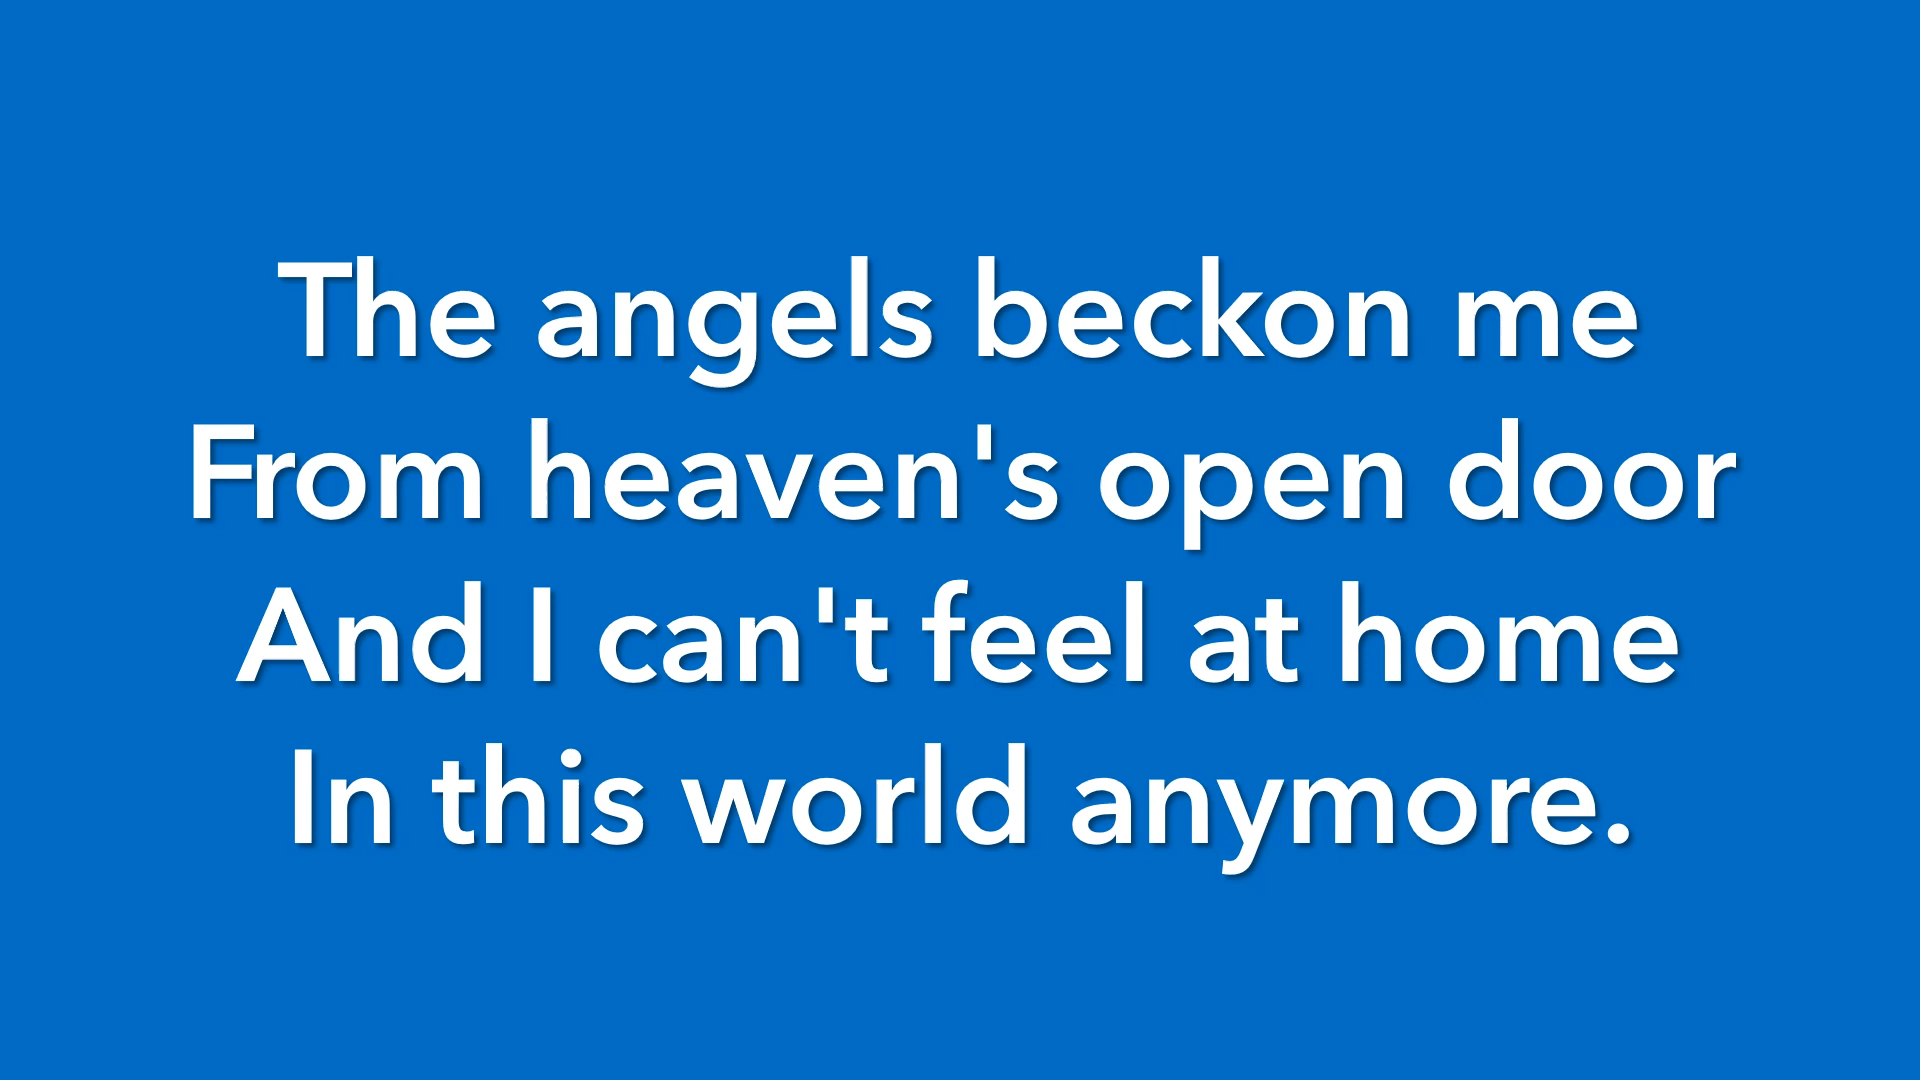 The angels beckon me
From heaven's open door
And I can't feel at home
In this world anymore.